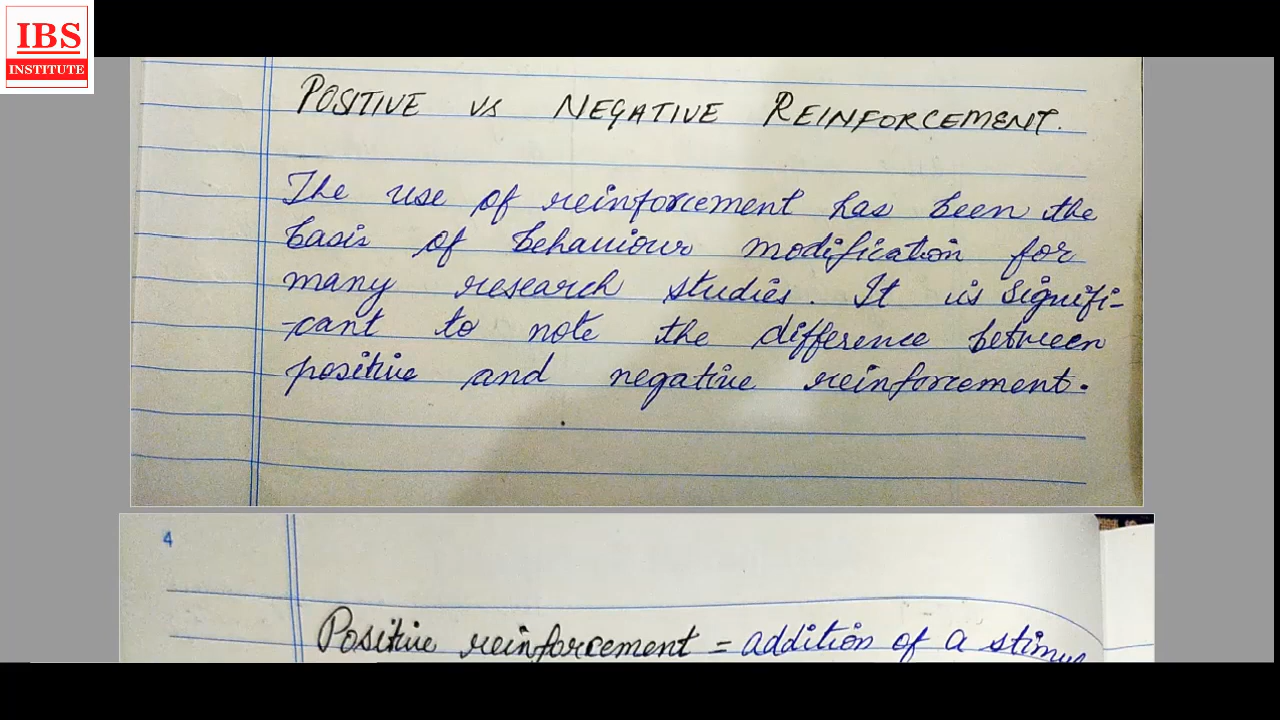 IBS
INSTITUTE
POSITIVE VS NEGATIVE REINFORCEMENT.
The use of reinforcement has been the
basis of behaviour modification for
many research studies. It is signifi-
-cant to note the difference between
positive and negative reinforcement.
4
Positive reinforcement = addition of a